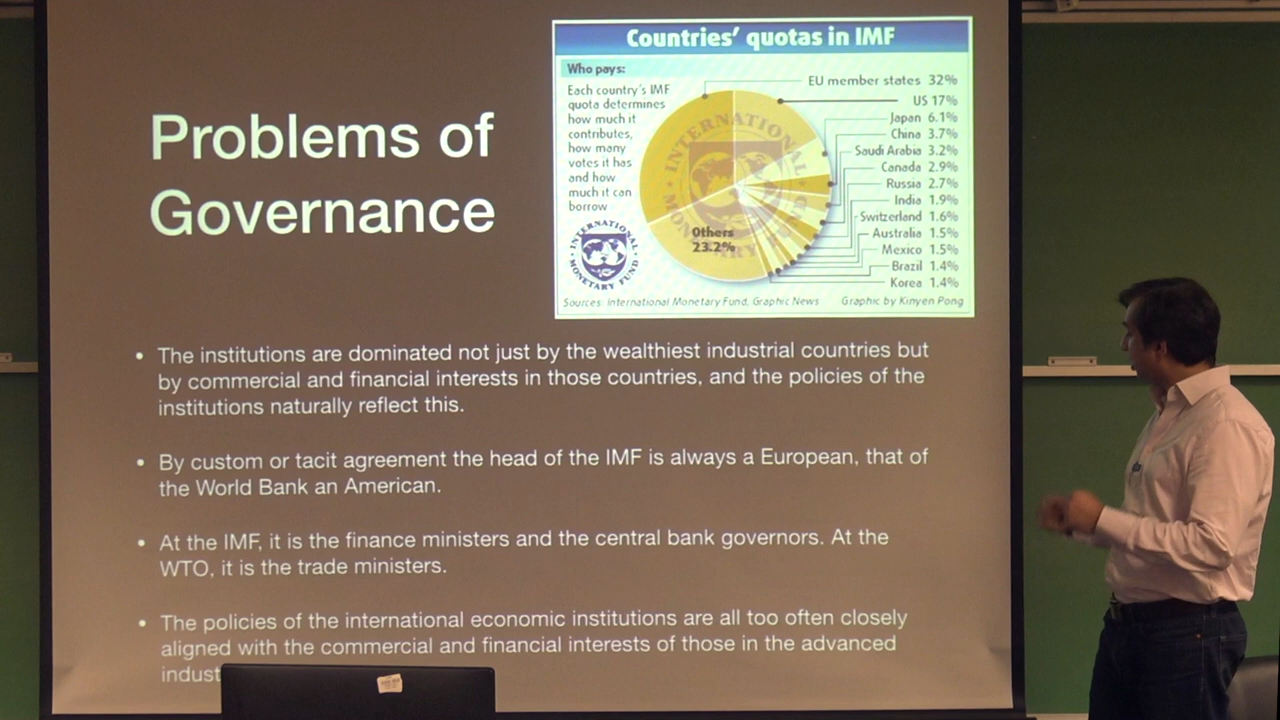 Problems of
Governance
Countries' quotas in IMF
Who pays:
Each country's IMF
quota determines
how much it
contributes,
how many
votes it has
and how
much it can
borrow
EU member states 32%
US 17%
Japan 6.1%
China 3.7%
Saudi Arabia 3.2%
Canada 2.9%
Russia 2.7%
India 1.9%
Switzerland 1.6%
Australia 1.5%
Mexico 1.5%
Brazil 1.4%
Korea 1.4%
Others
23.2%
INTERNATIONAL
MONETARY FUND
Sources: International Monetary Fund, Graphic News
Graphic by Kinyen Pong
• The institutions are dominated not just by the wealthiest industrial countries but
by commercial and financial interests in those countries, and the policies of the
institutions naturally reflect this.
• By custom or tacit agreement the head of the IMF is always a European, that of
the World Bank an American.
• At the IMF, it is the finance ministers and the central bank governors. At the
WTO, it is the trade ministers.
• The policies of the international economic institutions are all too often closely
aligned with the commercial and financial interests of those in the advanced
indust